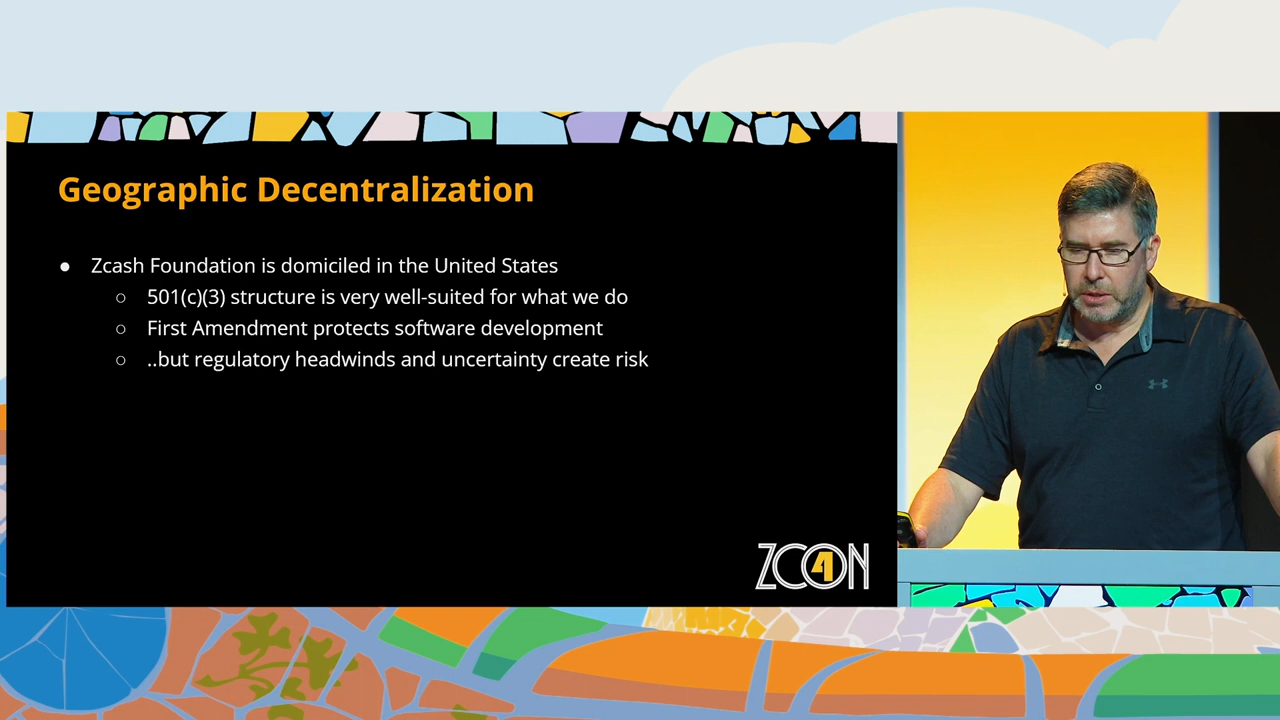 Geographic Decentralization
● Zcash Foundation is domiciled in the United States
○ 501(c)(3) structure is very well-suited for what we do
○ First Amendment protects software development
○ ..but regulatory headwinds and uncertainty create risk
ZCON4